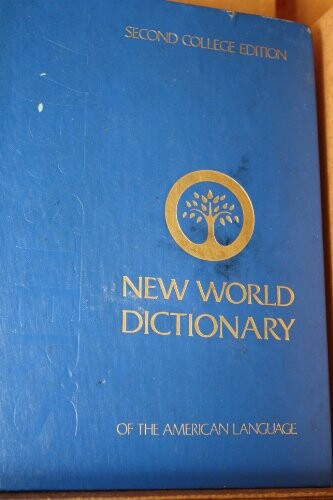 SECOND COLLEGE EDITION
NEW WORLD
DICTIONARY
OF THE AMERICAN LANGUAGE